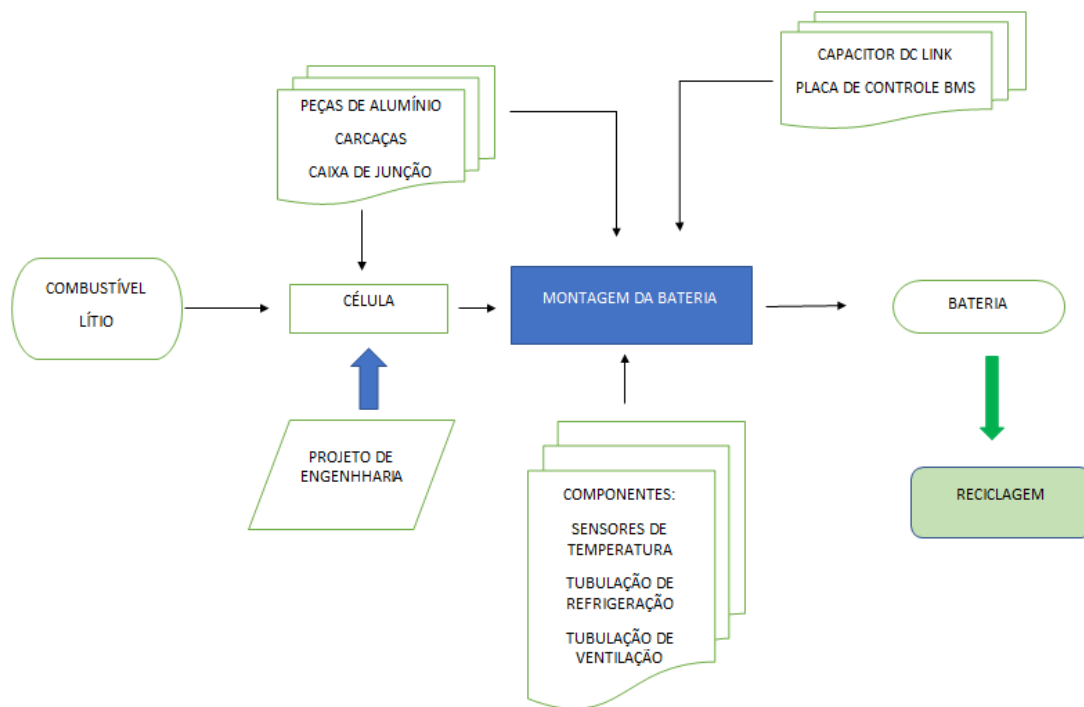 CAPACITOR DC LINK
PLACA DE CONTROLE BMS
PEÇAS DE ALUMÍNIO
CARCAÇAS
CAIXA DE JUNÇÃO
COMBUSTÍVEL
LÍTIO
CÉLULA
MONTAGEM DA BATERIA
BATERIA
PROJETO DE
ENGENHHARIA
COMPONENTES:
SENSORES DE
TEMPERATURA
TUBULAÇÃO DE
REFRIGERAÇÃO
TUBULAÇÃO DE
VENTILAÇÃO
RECICLAGEM